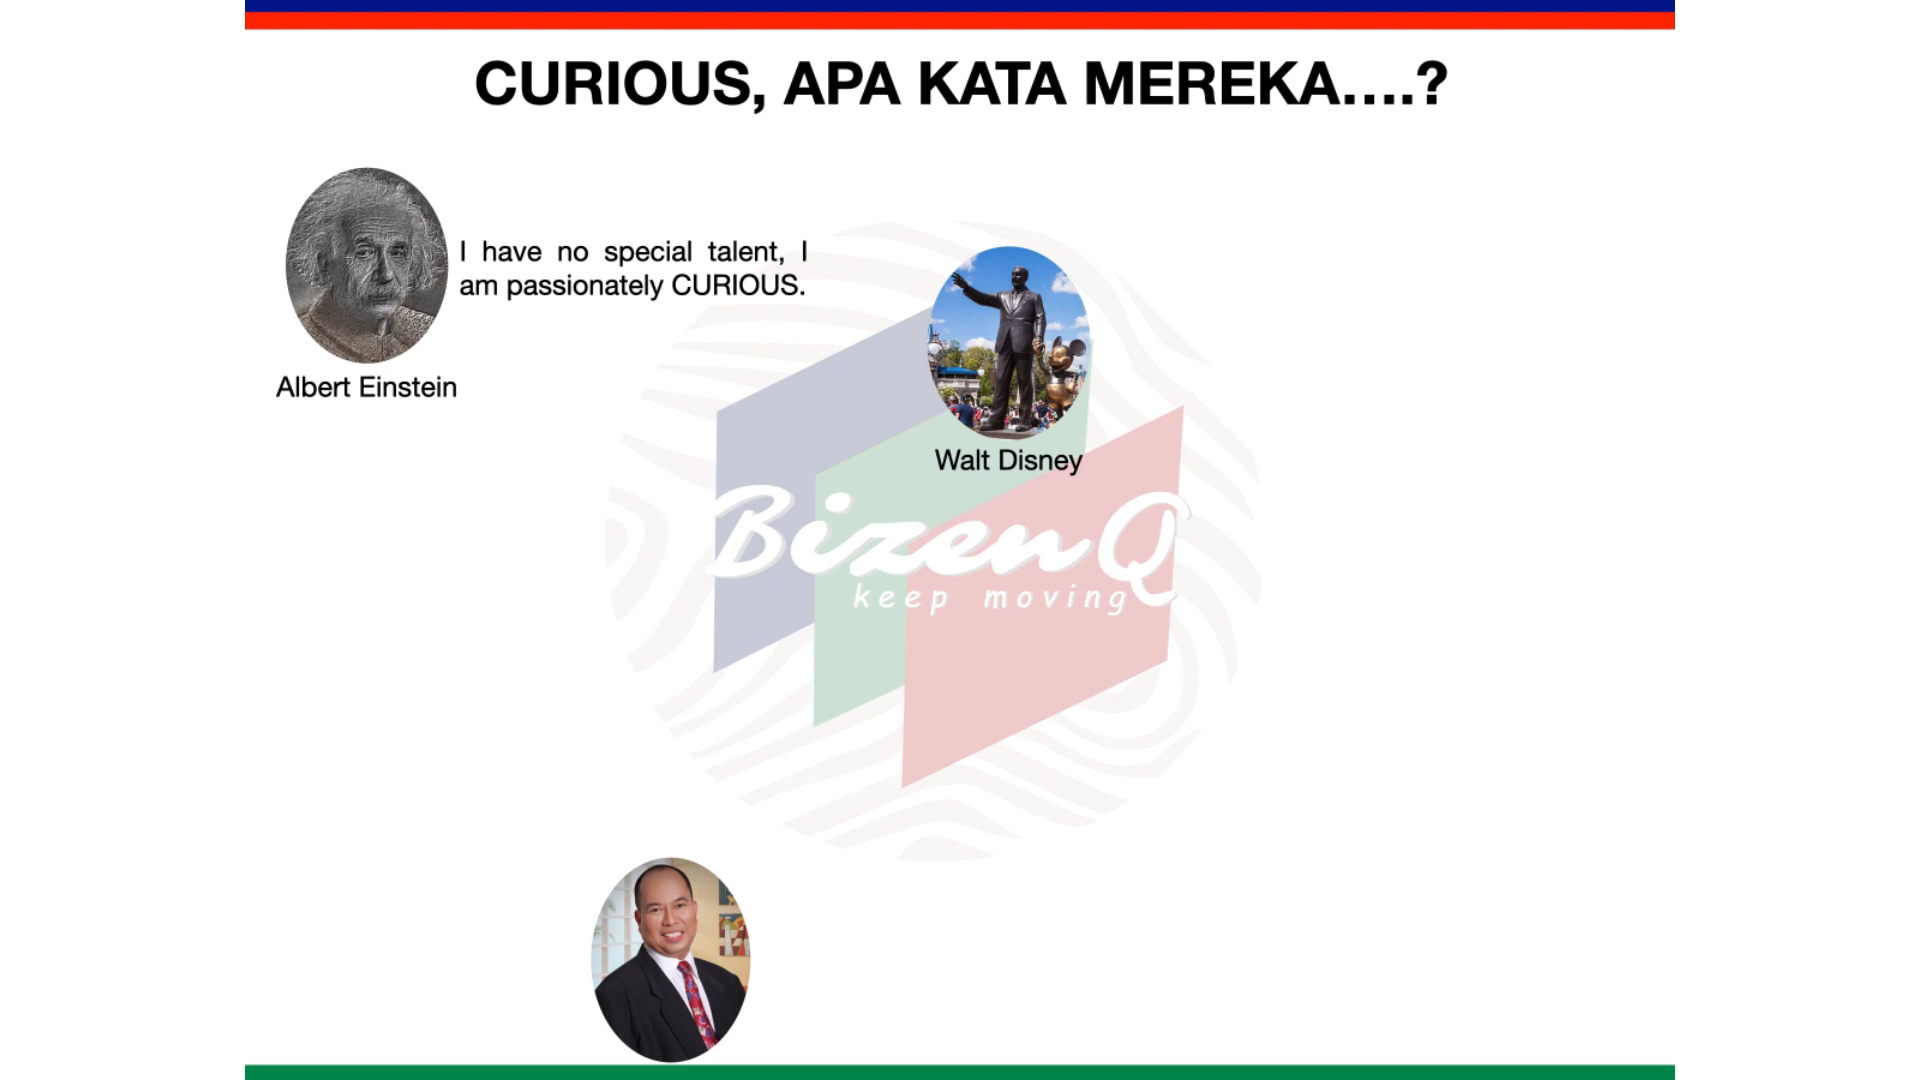 CURIOUS, APA KATA MEREKA....?
I have no special talent, I
am passionately CURIOUS.
Albert Einstein
Walt Disney
BizenQ
keep moving